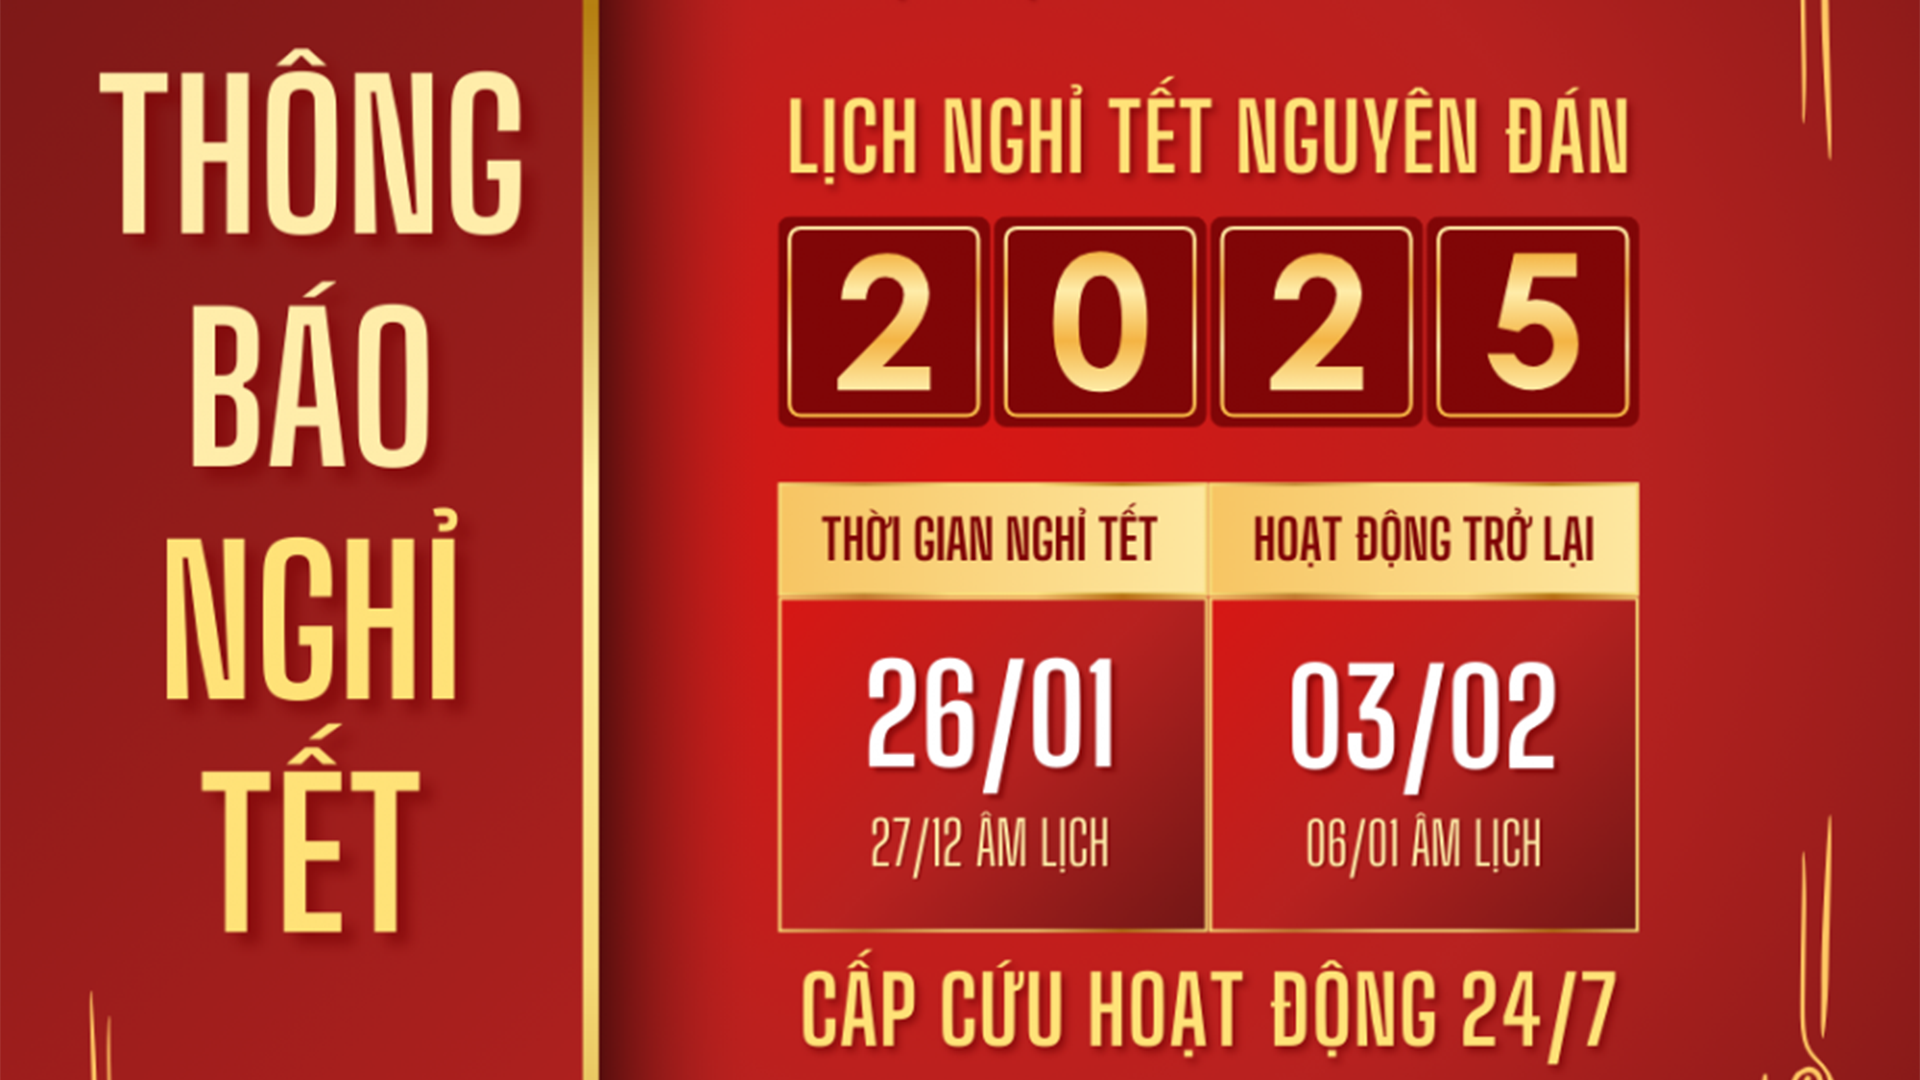 THÔNG
BÁO
NGHỈ
TẾT
LỊCH NGHỈ TẾT NGUYÊN ĐÁN
2025
THỜI GIAN NGHỈ TẾT
HOẠT ĐỘNG TRỞ LẠI
26/01
03/02
27/12 ÂM LỊCH
06/01 ÂM LỊCH
CẤP CỨU HOẠT ĐỘNG 24/7